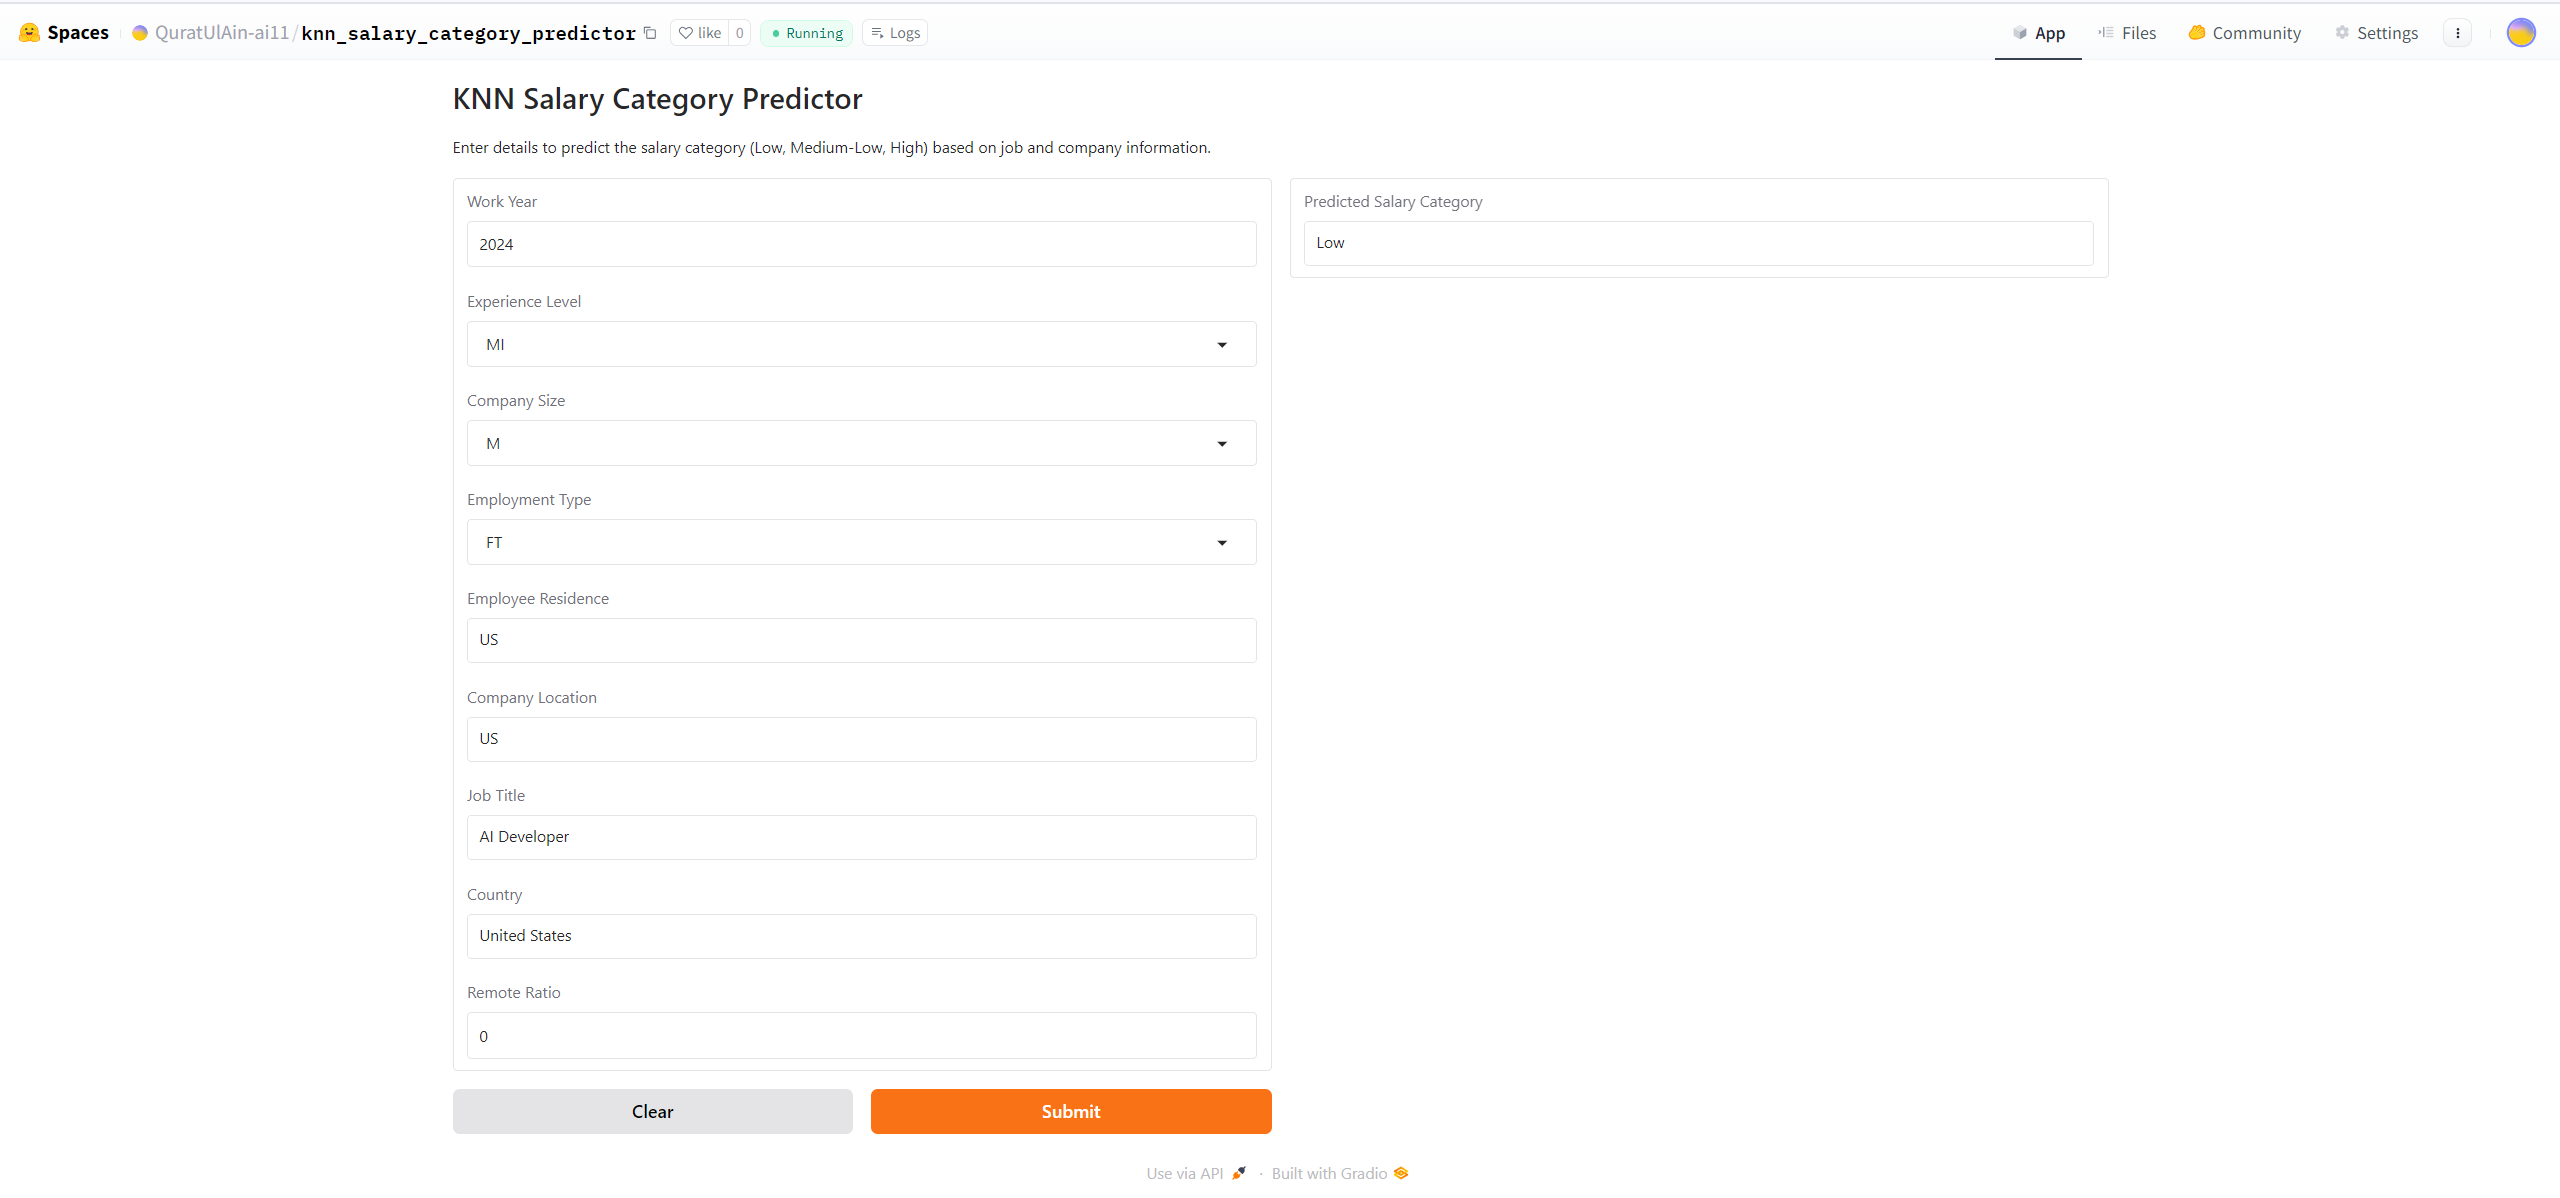 Spaces QuratUlAin-ai11/knn_salary_category_predictor like 0 Running Logs App Files Community Settings
KNN Salary Category Predictor
Enter details to predict the salary category (Low, Medium-Low, High) based on job and company information.
Work Year
2024
Experience Level
MI
Company Size
M
Employment Type
FT
Employee Residence
US
Company Location
US
Job Title
AI Developer
Country
United States
Remote Ratio
0
Clear Submit
Predicted Salary Category
Low
Use via API · Built with Gradio